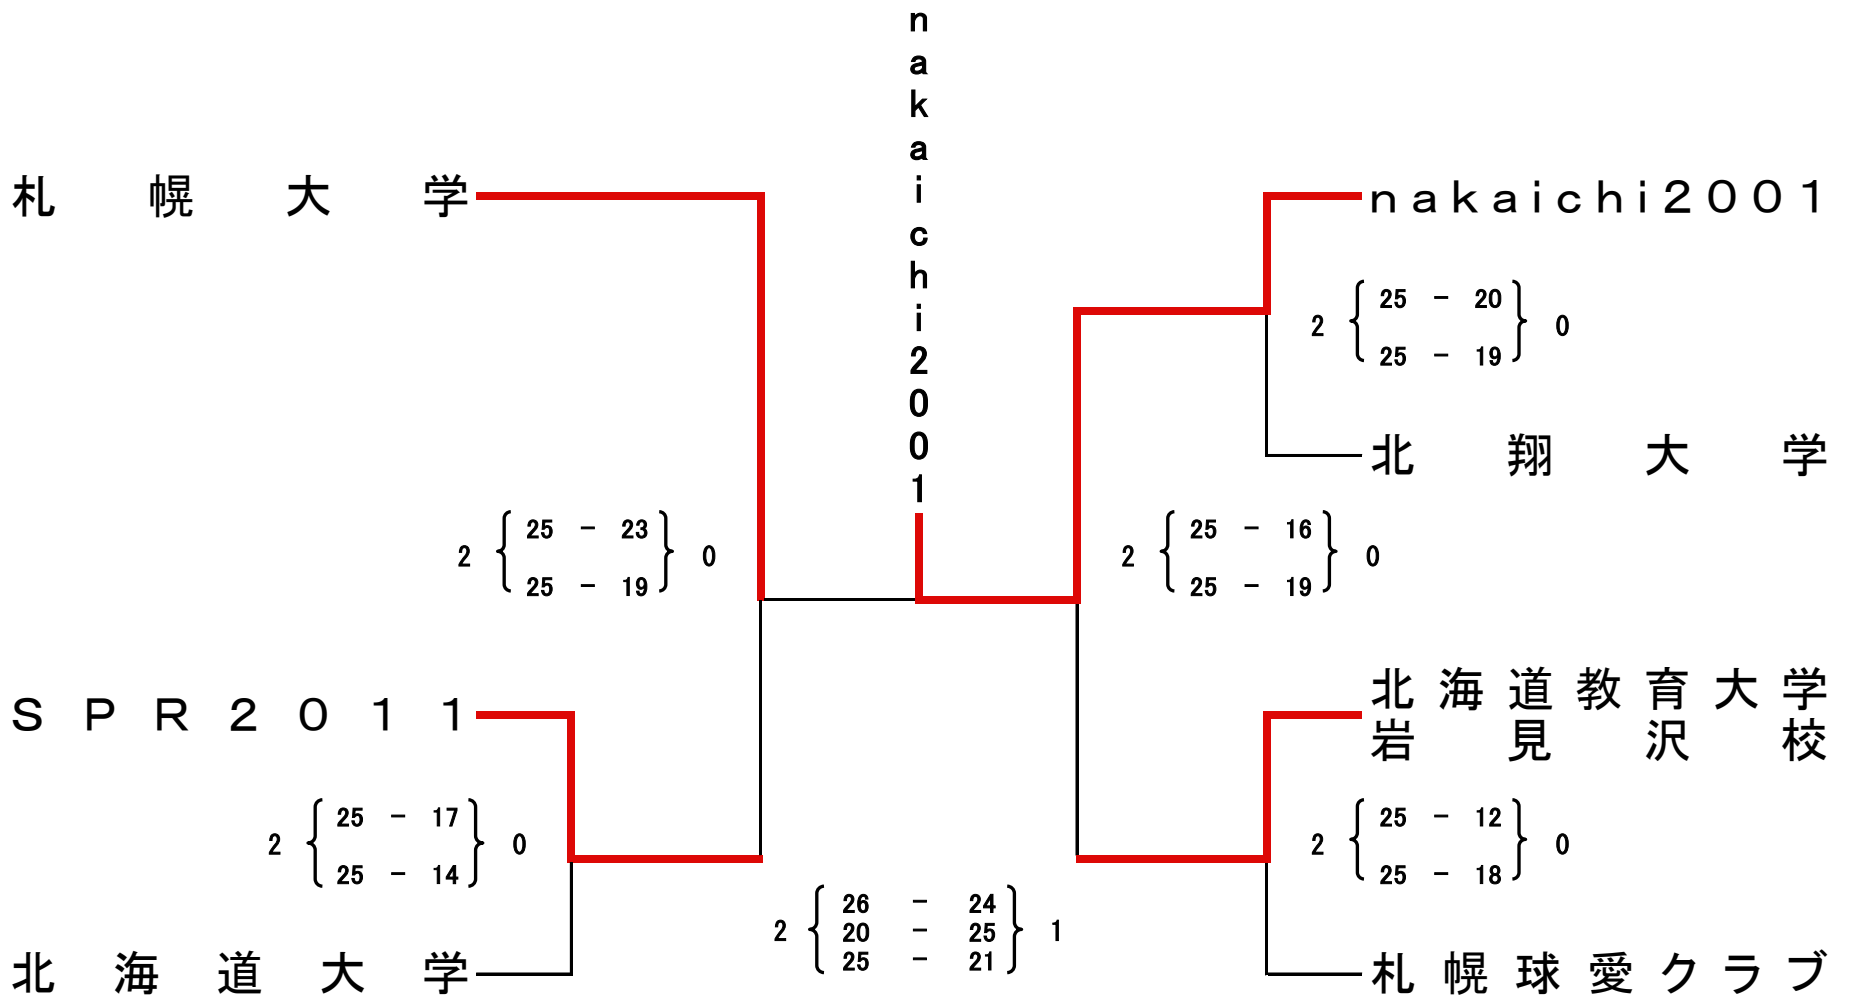 nakaichi2001
札幌大学
nakaichi2001
25 - 20
2 0
25 - 19
北翔大学
25 - 23
2 0
25 - 19
25 - 16
2 0
25 - 19
SPR2011
北海道教育大学
岩見沢校
25 - 17
2 0
25 - 14
25 - 12
2 0
25 - 18
26 - 24
2 20 - 25 1
25 - 21
北海道大学
札幌球愛クラブ